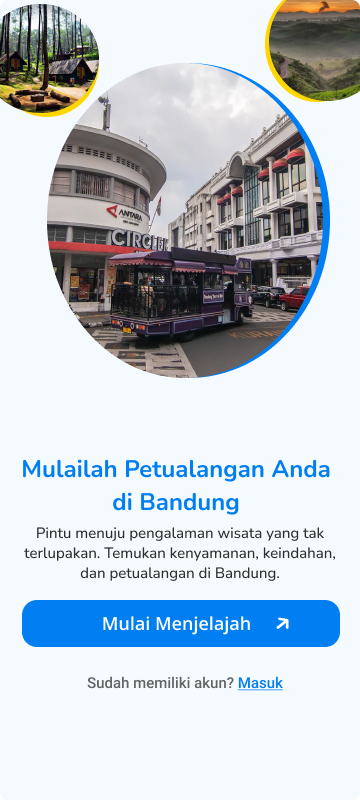 ANTARA
CIRCLE K
Mulailah Petualangan Anda
di Bandung
Pintu menuju pengalaman wisata yang tak
terlupakan. Temukan kenyamanan, keindahan,
dan petualangan di Bandung.
Mulai Menjelajah
Sudah memiliki akun? Masuk